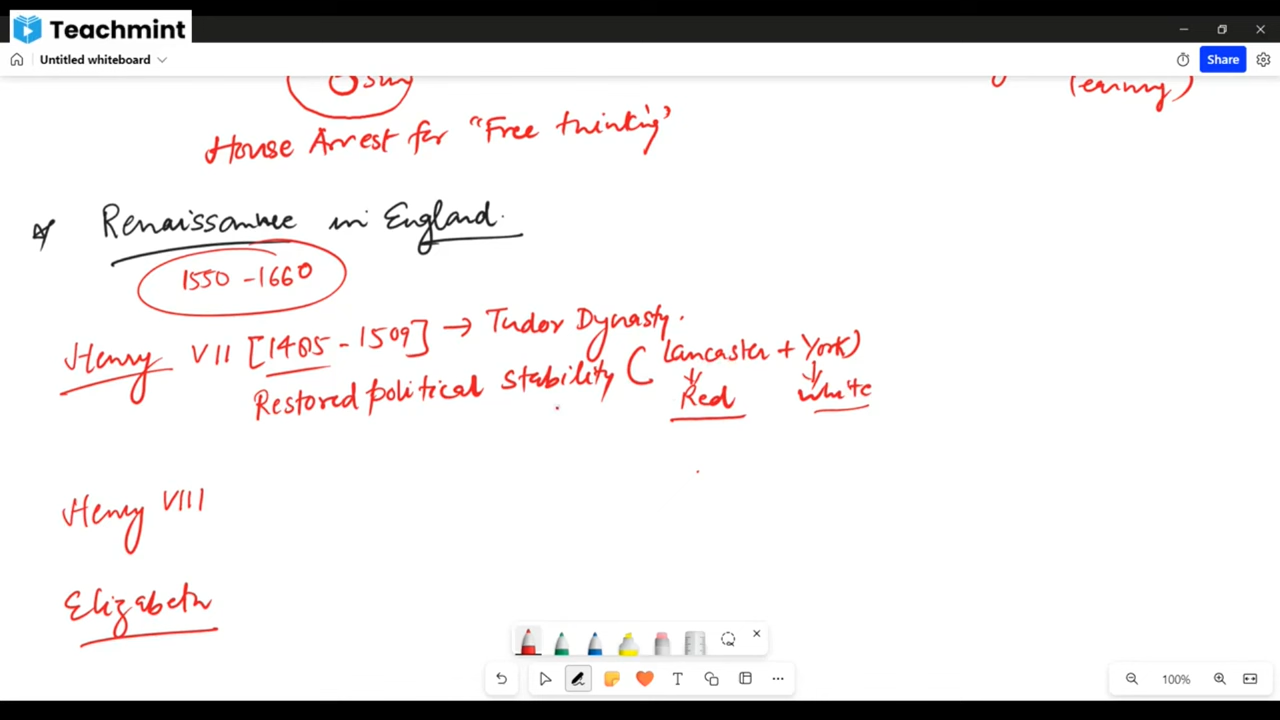 Teachmint
Untitled whiteboard
Share
House Arrest for "Free thinking"
Renaissance in England.
1550 - 1660
Henry VII [1485 - 1509] → Tudor Dynasty.
Restored political stability (Lancaster + York)
Red white
Henry VIII
Elizabeth
T
100%